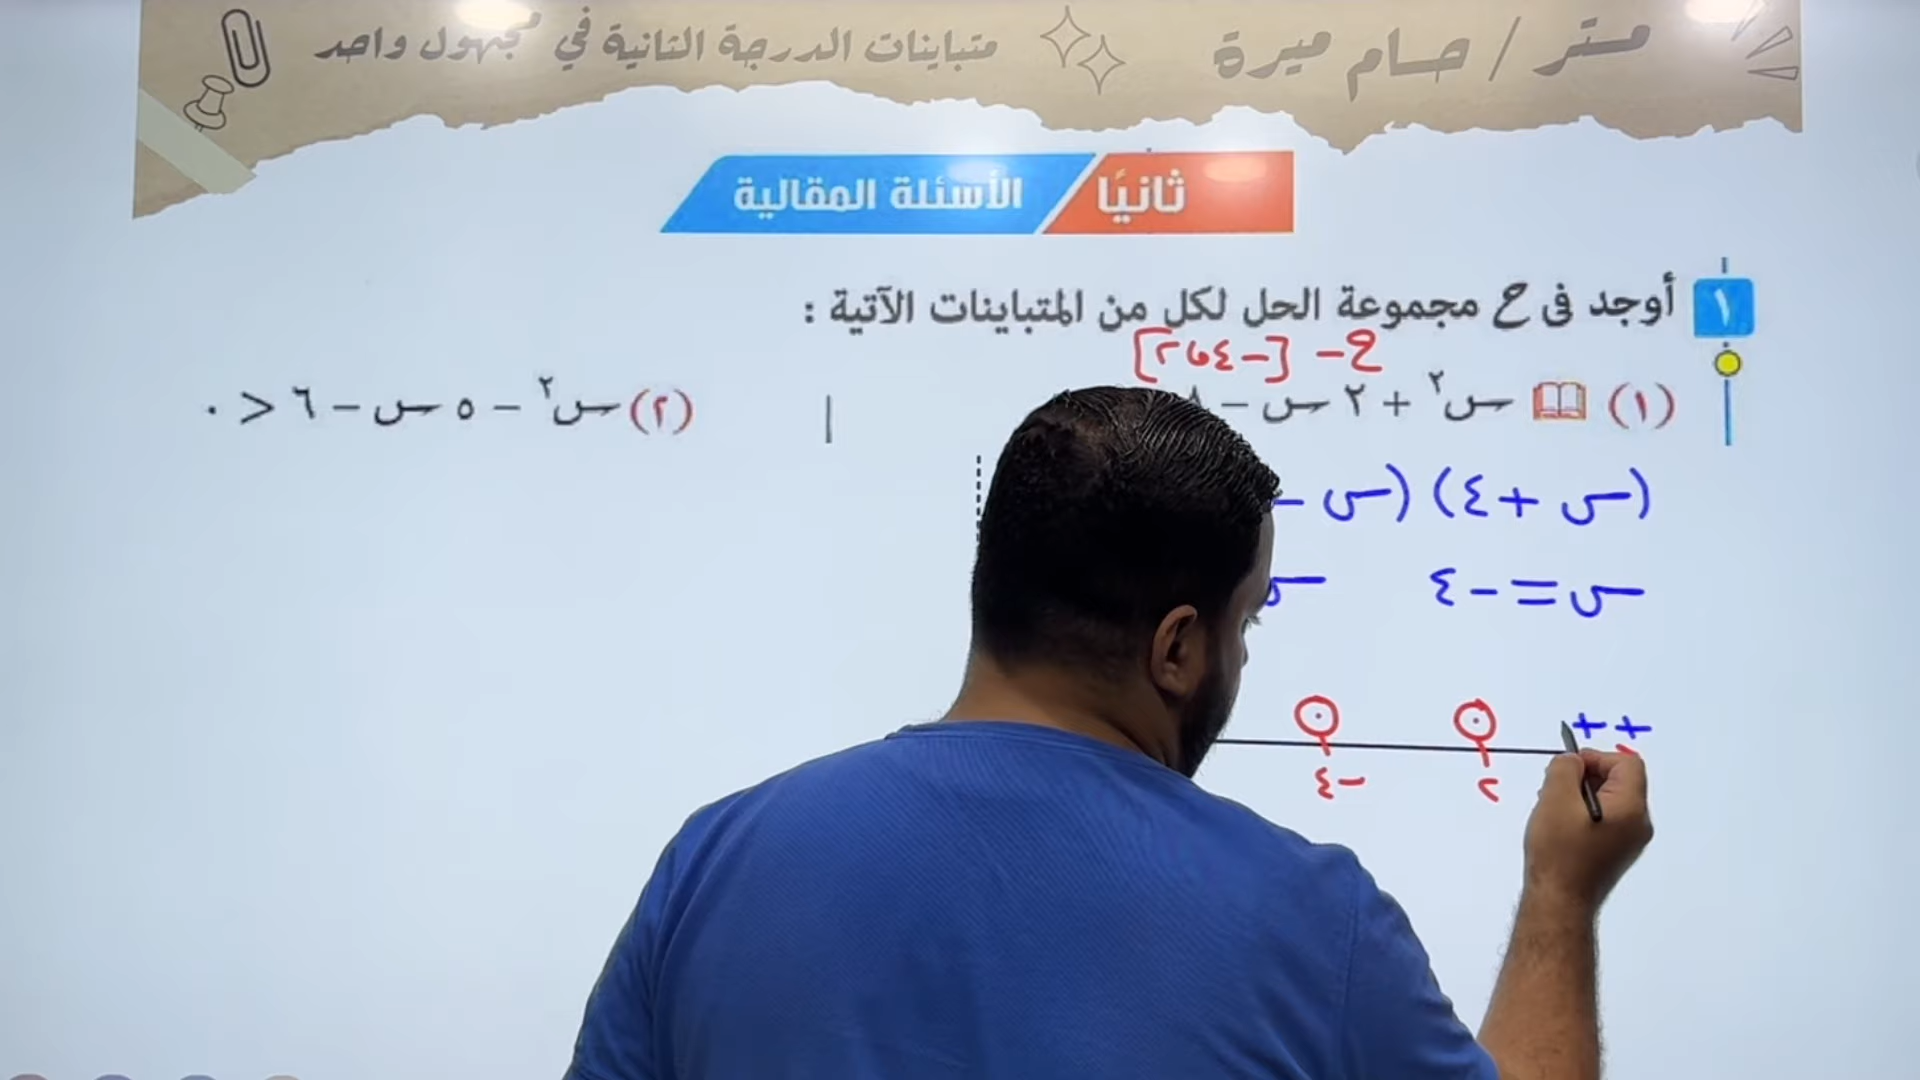 مستر / حسام ميرة
متباينات الدرجة الثانية في مجهول واحد
ثانيًا الأسئلة المقالية
١ أوجد فى ح مجموعة الحل لكل من المتباينات الآتية :
ح - [-٤، ٢]
(١) س٢ + ٢ س - ٨
(٢) س٢ - ٥ س - ٦ < ٠
(س + ٤) (س -
س = - ٤ س
+ +
-٤ ٢